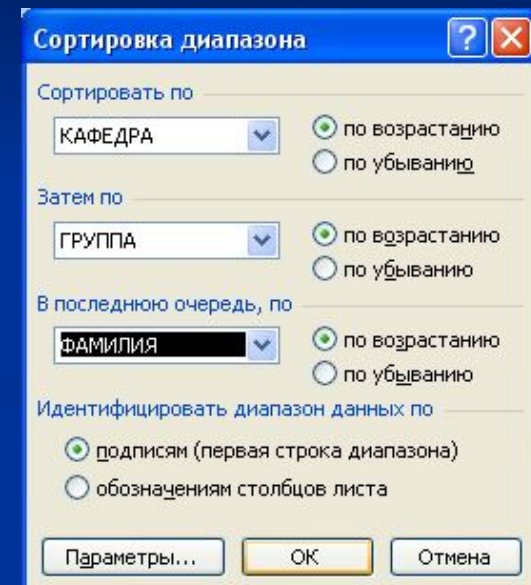 Сортировка диапазона
Сортировать по
КАФЕДРА
по возрастанию
по убыванию
Затем по
ГРУППА
по возрастанию
по убыванию
В последнюю очередь, по
ФАМИЛИЯ
по возрастанию
по убыванию
Идентифицировать диапазон данных по
подписям (первая строка диапазона)
обозначениям столбцов листа
Параметры... ОК Отмена